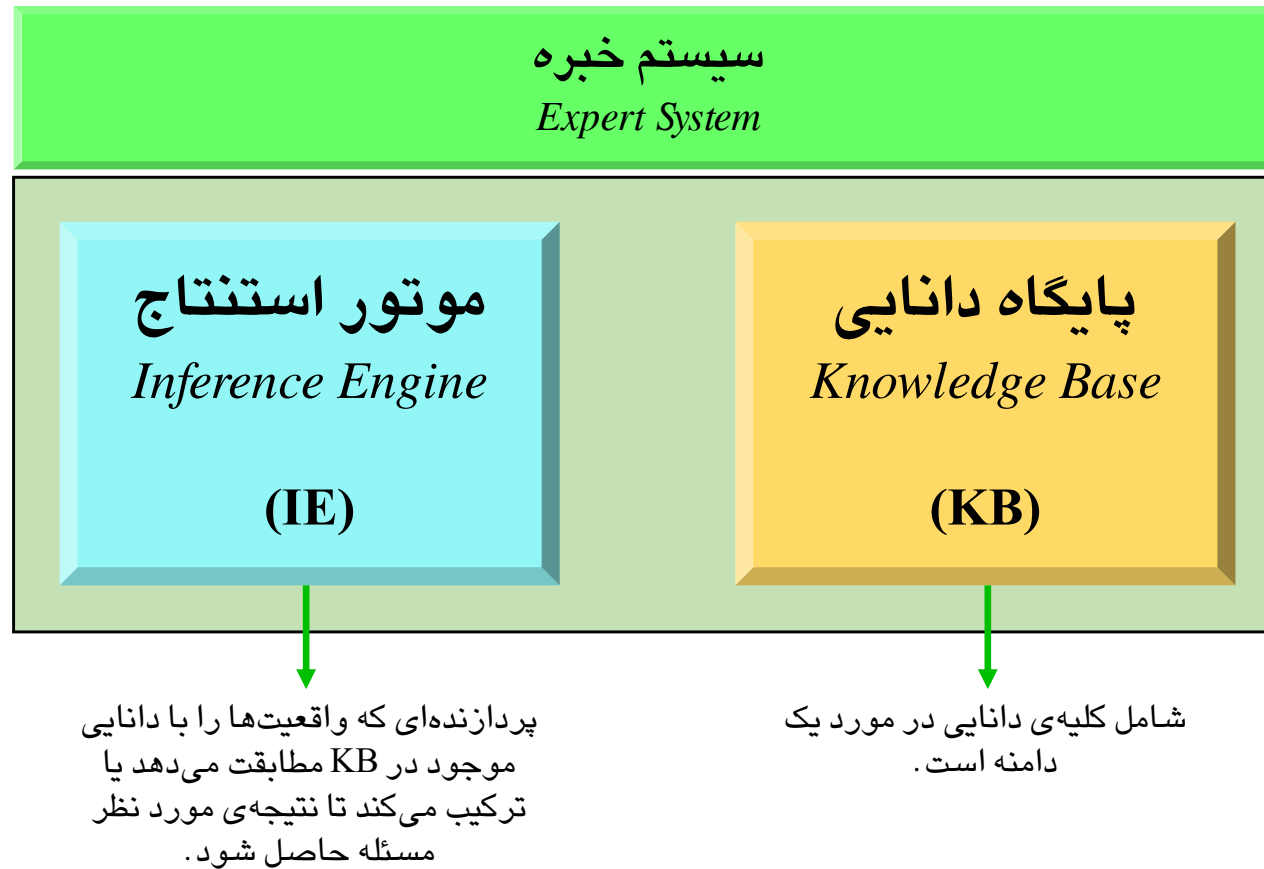 سیستم خبره
Expert System
پایگاه دانایی
Knowledge Base
(KB)
شامل کلیه‌ی دانایی در مورد یک
دامنه است.
موتور استنتاج
Inference Engine
(IE)
پردازنده‌ای که واقعیت‌ها را با دانایی
موجود در KB مطابقت می‌دهد یا
ترکیب می‌کند تا نتیجه‌ی مورد نظر
مسئله حاصل شود.